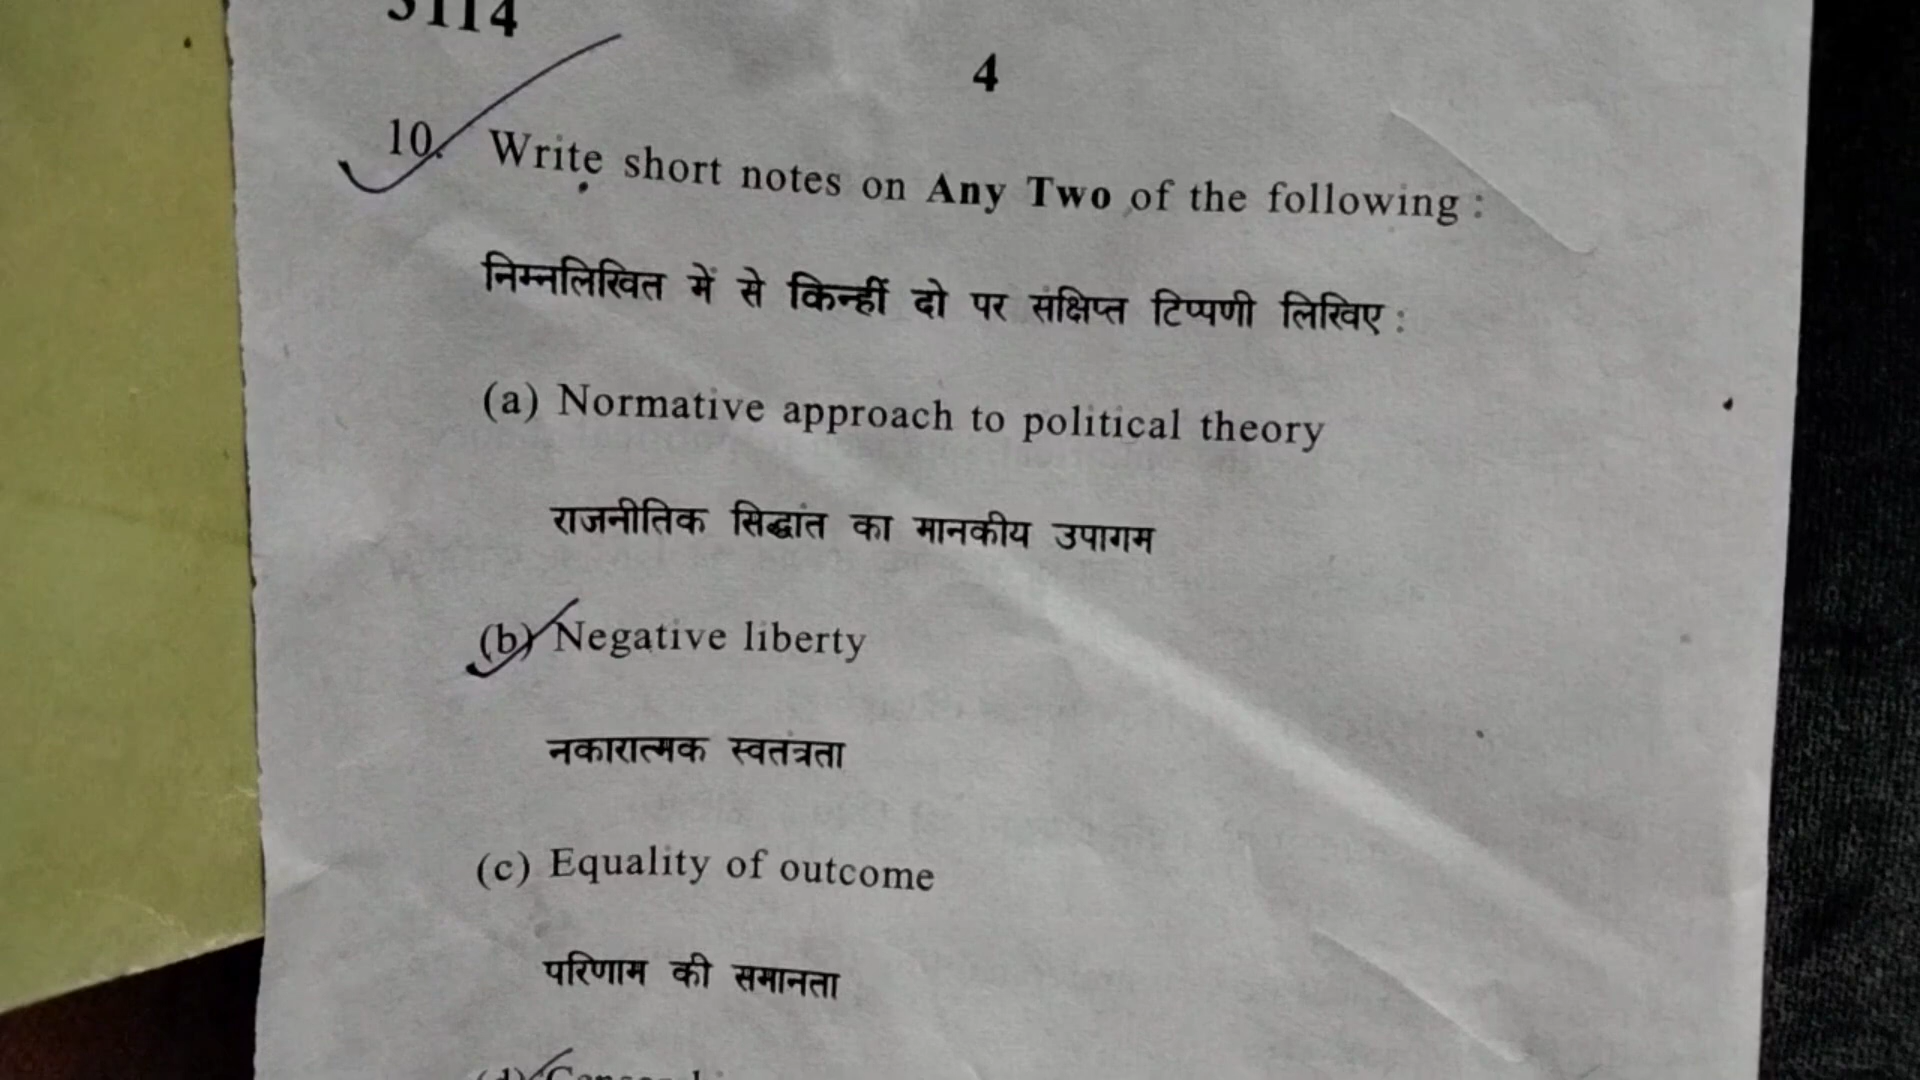 4
10. Write short notes on Any Two of the following :
निम्नलिखित में से किन्हीं दो पर संक्षिप्त टिप्पणी लिखिए :
(a) Normative approach to political theory
राजनीतिक सिद्धांत का मानकीय उपागम
(b) Negative liberty
नकारात्मक स्वतंत्रता
(c) Equality of outcome
परिणाम की समानता